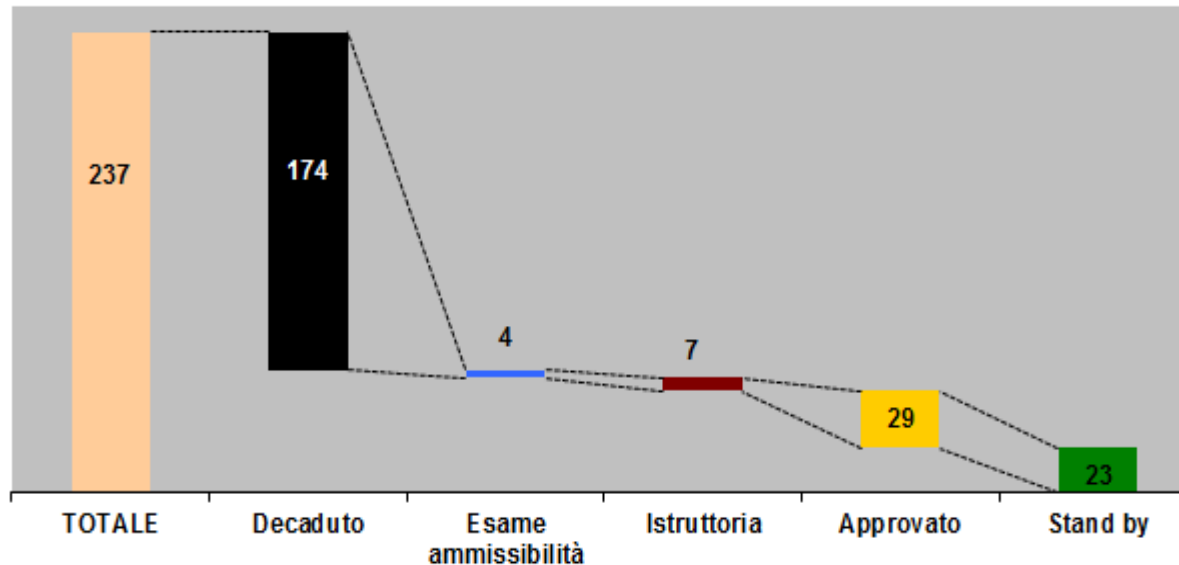 237
174
4
7
29
23
TOTALE
Decaduto
Esame
ammissibilità
Istruttoria
Approvato
Stand by